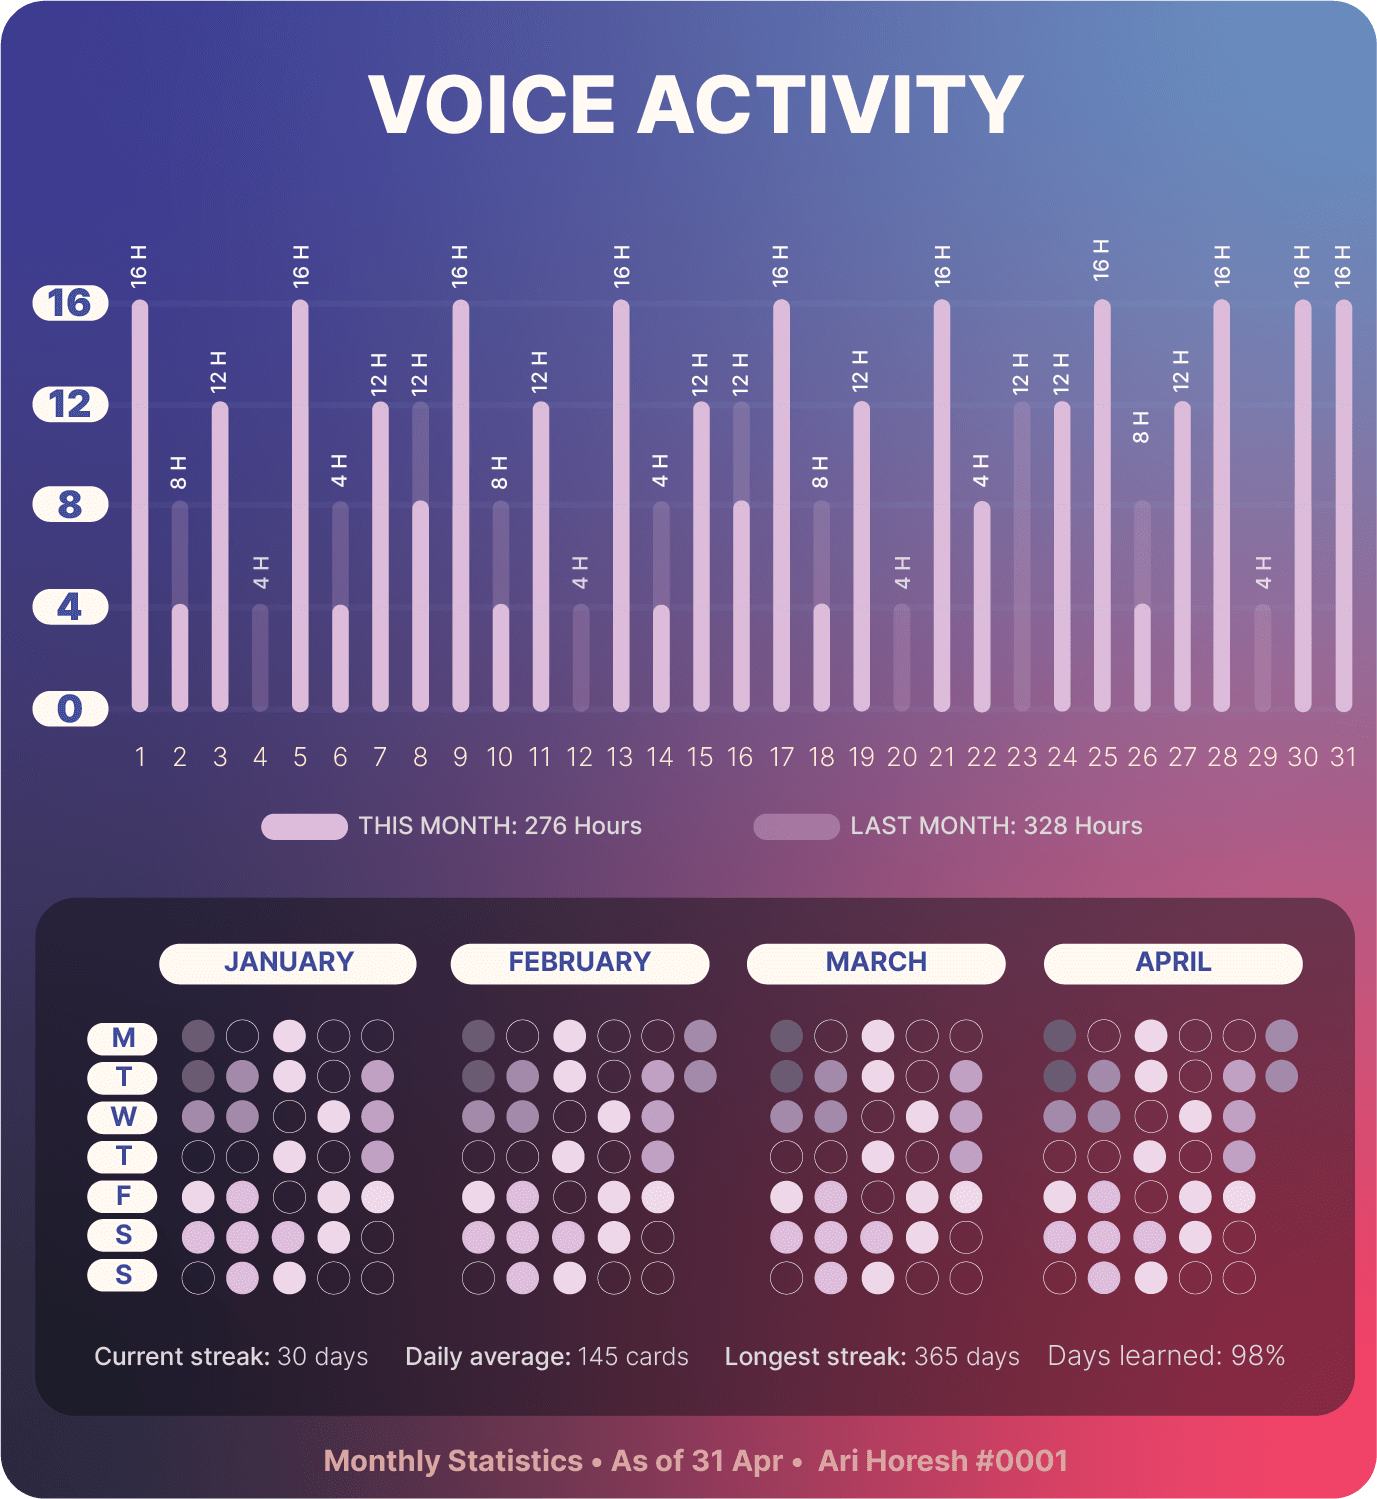 VOICE ACTIVITY
16 H
8 H
12 H
4 H
16 H
4 H
12 H
12 H
16 H
8 H
12 H
4 H
16 H
4 H
12 H
12 H
16 H
8 H
12 H
4 H
16 H
4 H
12 H
12 H
16 H
8 H
12 H
16 H
4 H
16 H
16 H
16
12
8
4
0
1 2 3 4 5 6 7 8 9 10 11 12 13 14 15 16 17 18 19 20 21 22 23 24 25 26 27 28 29 30 31
THIS MONTH: 276 Hours
LAST MONTH: 328 Hours
JANUARY FEBRUARY MARCH APRIL
M
T
W
T
F
S
S
Current streak: 30 days Daily average: 145 cards Longest streak: 365 days Days learned: 98%
Monthly Statistics • As of 31 Apr • Ari Horesh #0001